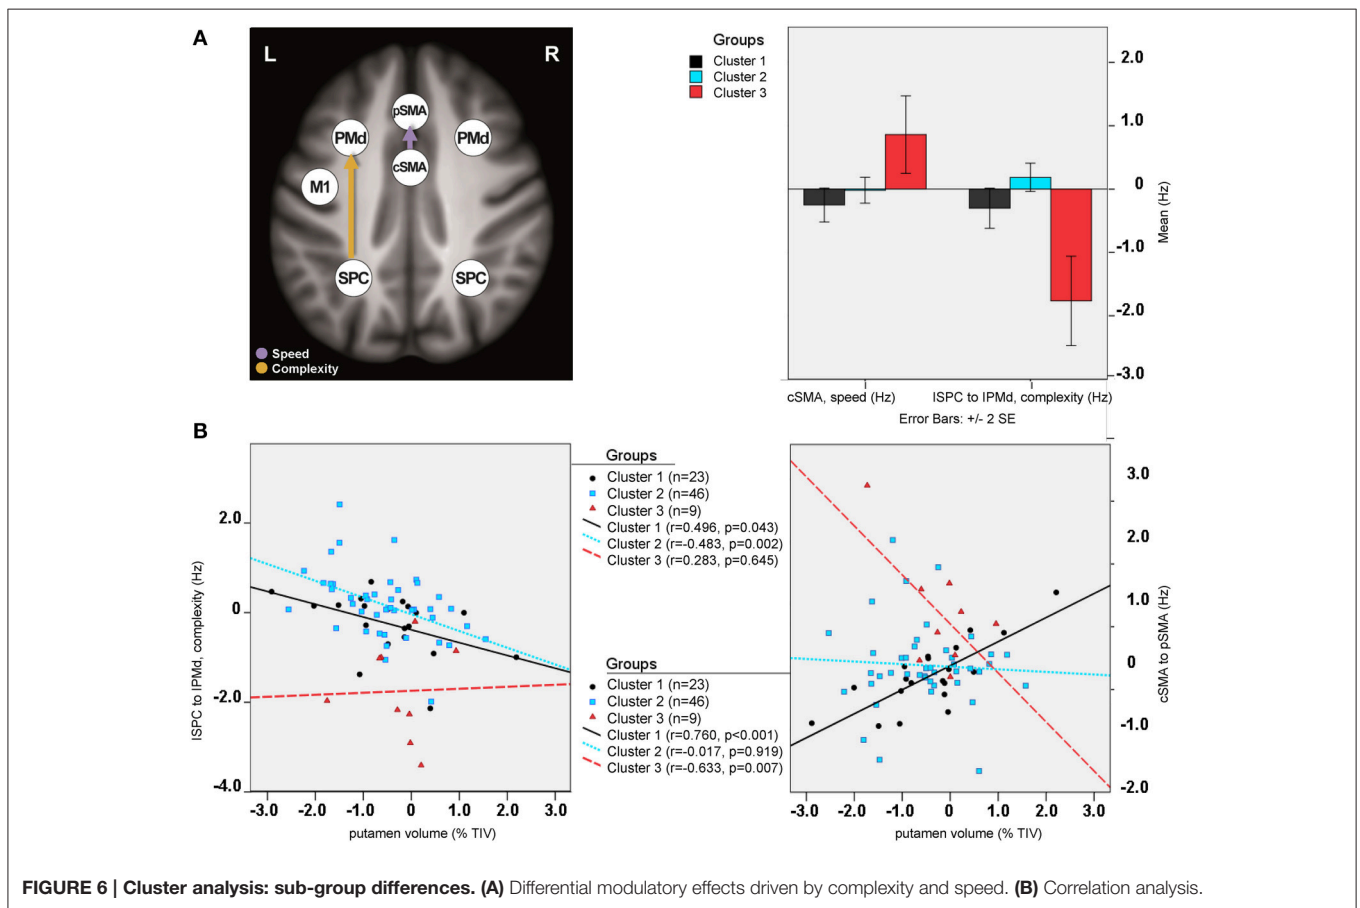 A
L
R
pSMA
PMd
PMd
cSMA
M1
SPC
SPC
Speed
Complexity
Groups
Cluster 1
Cluster 2
Cluster 3
2.0
1.0
0
-1.0
-2.0
-3.0
Mean (Hz)
cSMA, speed (Hz)
lSPC to lPMd, complexity (Hz)
Error Bars: +/- 2 SE
B
lSPC to lPMd, complexity (Hz)
2.0
0
-2.0
-4.0
-3.0 -2.0 -1.0 0 1.0 2.0 3.0
putamen volume (% TIV)
Groups
Cluster 1 (n=23)
Cluster 2 (n=46)
Cluster 3 (n=9)
Cluster 1 (r=0.496, p=0.043)
Cluster 2 (r=-0.483, p=0.002)
Cluster 3 (r=0.283, p=0.645)
Groups
Cluster 1 (n=23)
Cluster 2 (n=46)
Cluster 3 (n=9)
Cluster 1 (r=0.760, p<0.001)
Cluster 2 (r=-0.017, p=0.919)
Cluster 3 (r=-0.633, p=0.007)
3.0
2.0
1.0
0
-1.0
-2.0
cSMA to pSMA (Hz)
-3.0 -2.0 -1.0 0 1.0 2.0 3.0
putamen volume (% TIV)
FIGURE 6 | Cluster analysis: sub-group differences. (A) Differential modulatory effects driven by complexity and speed. (B) Correlation analysis.